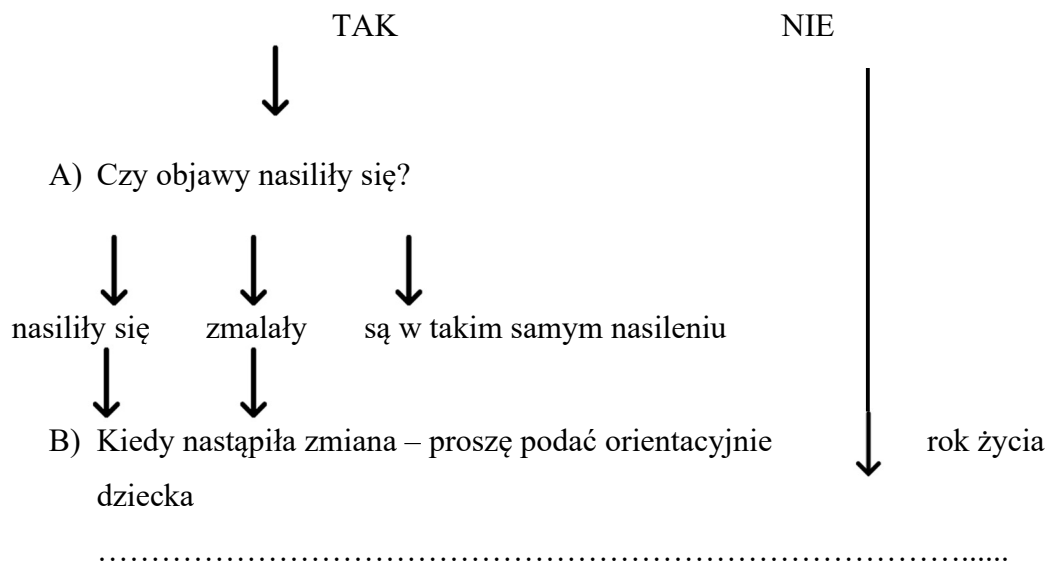 TAK NIE
A) Czy objawy nasiliły się?
nasiliły się zmalały są w takim samym nasileniu
B) Kiedy nastąpiła zmiana – proszę podać orientacyjnie rok życia
dziecka
………………………………………………………………………......